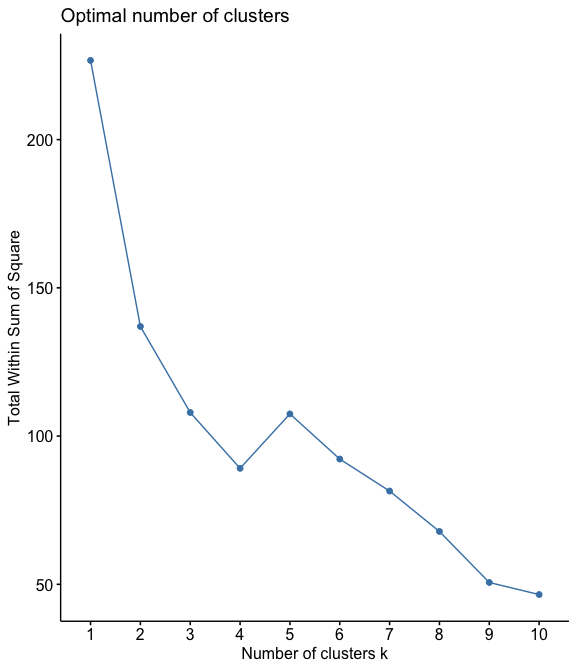 Optimal number of clusters
Total Within Sum of Square
200
150
100
50
1 2 3 4 5 6 7 8 9 10
Number of clusters k